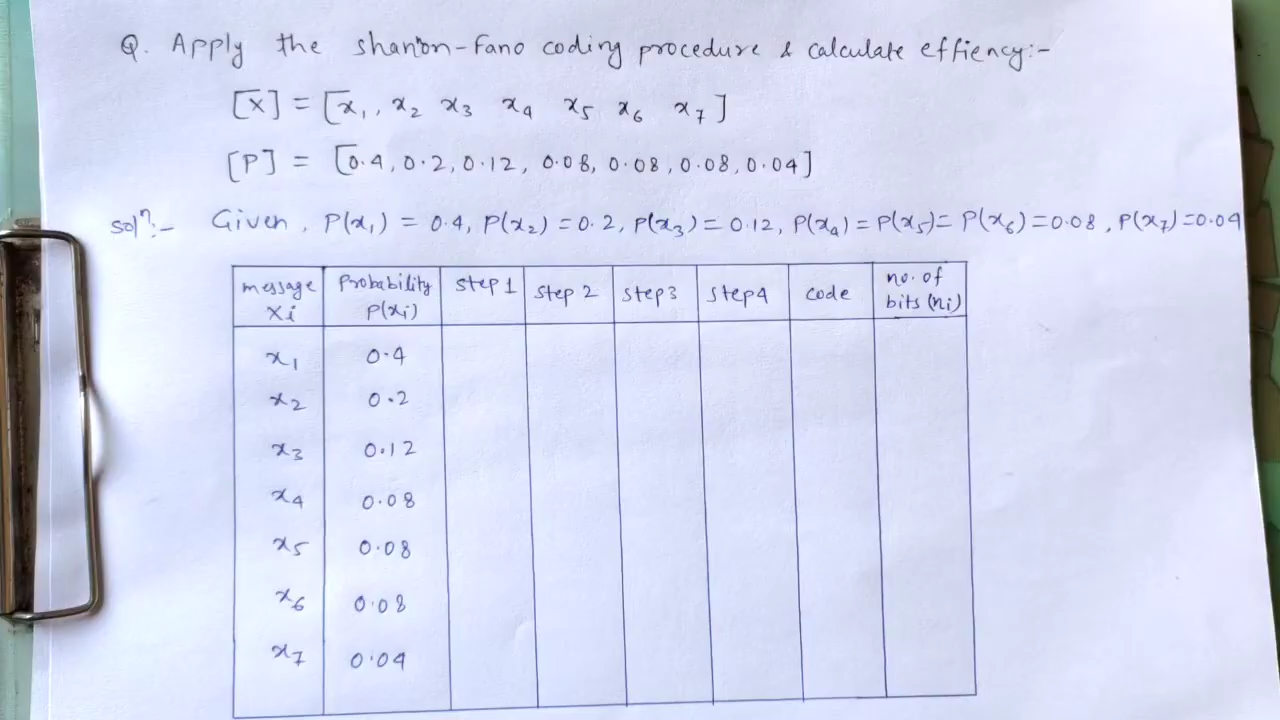 Q. Apply the shanon-Fano coding procedure & calculate effiency:-
[X] = [x₁, x₂ x₃ x₄ x₅ x₆ x₇]
[P] = [0.4, 0.2, 0.12, 0.08, 0.08, 0.08, 0.04]
solⁿ:- Given, P(x₁) = 0.4, P(x₂) = 0.2, P(x₃) = 0.12, P(x₄) = P(x₅) = P(x₆) = 0.08, P(x₇) = 0.04
message xi Probability P(xi) step 1 step 2 step 3 step 4 code no. of bits (ni)
x₁ 0.4
x₂ 0.2
x₃ 0.12
x₄ 0.08
x₅ 0.08
x₆ 0.08
x₇ 0.04